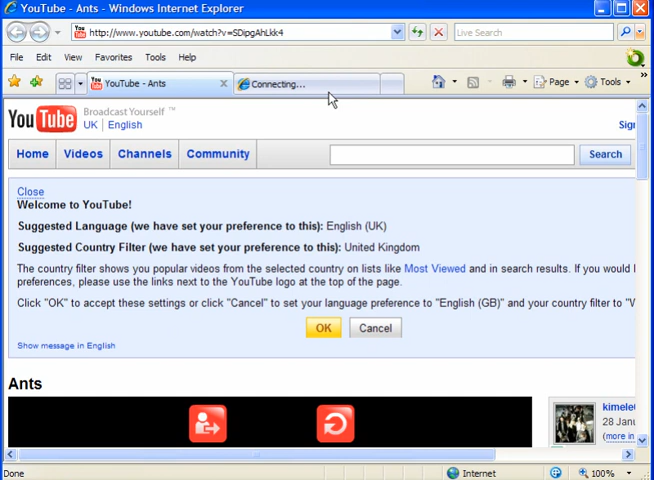 YouTube - Ants - Windows Internet Explorer
http://www.youtube.com/watch?v=SDipgAhLkk4
Live Search
File Edit View Favorites Tools Help
YouTube - Ants
Connecting...
Page
Tools
YouTube
Broadcast Yourself ™
UK | English
Sig
Home Videos Channels Community
Search
Close
Welcome to YouTube!
Suggested Language (we have set your preference to this): English (UK)
Suggested Country Filter (we have set your preference to this): United Kingdom
The country filter shows you popular videos from the selected country on lists like Most Viewed and in search results. If you would
preferences, please use the links next to the YouTube logo at the top of the page.
Click "OK" to accept these settings or click "Cancel" to set your language preference to "English (GB)" and your country filter to
OK Cancel
Show message in English
Ants
28 Janu
(more in
Done
Internet
100%